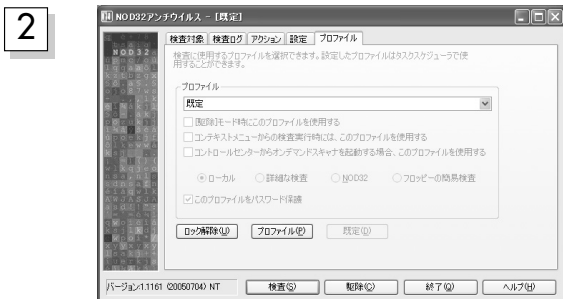 2
NOD32アンチウイルス - [既定]
検査対象 検査ログ アクション 設定 プロファイル
NOD32
検査に使用するプロファイルを選択できます。設定したプロファイルはタスクスケジューラで使
用することができます。
プロファイル
既定
[駆除]モード時にこのプロファイルを使用する
コンテキストメニューからの検査実行時には、このプロファイルを使用する
コントロールセンターからオンデマンドスキャナを起動する場合、このプロファイルを使用する
ローカル 詳細な検査 NOD32 フロッピーの簡易検査
このプロファイルをパスワード保護
ロック解除(U) プロファイル(P) 既定(D)
バージョン:1.1161 (20050704) NT 検査(S) 駆除(C) 終了(Q) ヘルプ(H)